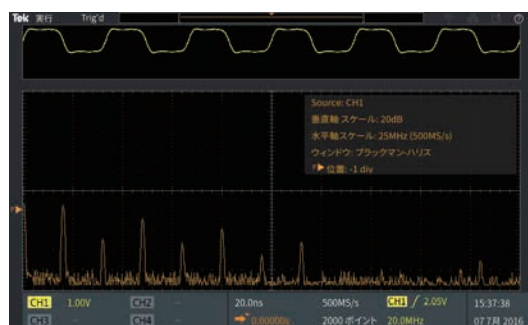 Tek 実行 Trig'd
Source: CH1
垂直軸 スケール: 20dB
水平軸スケール: 25MHz (500MS/s)
ウィンドウ: ブラックマン-ハリス
位置: -1 div
CH1 1.00V CH2 20.0ns 500MS/s CH1 / 2.05V 15:37:38
CH3 CH4 0.00000s 2000 ポイント 20.0MHz 07 7月 2016